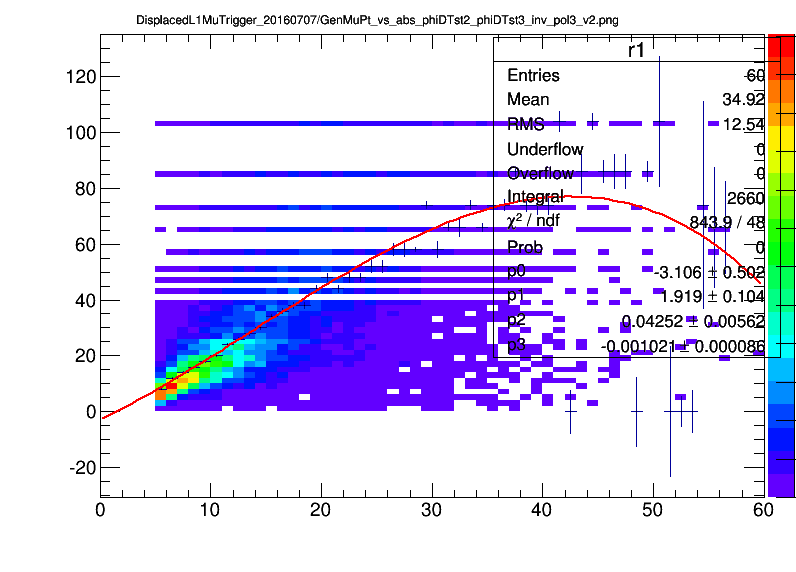 DisplacedL1MuTrigger_20160707/GenMuPt_vs_abs_phiDTst2_phiDTst3_inv_pol3_v2.png
r1
Entries 60
Mean 34.92
RMS 12.54
Underflow 0
Overflow 0
Integral 2660
χ² / ndf 843.9 / 48
Prob 0
p0 -3.106 ± 0.502
p1 1.919 ± 0.104
p2 0.04252 ± 0.00562
p3 -0.001021 ± 0.000086
120
100
80
60
40
20
0
-20
0 10 20 30 40 50 60